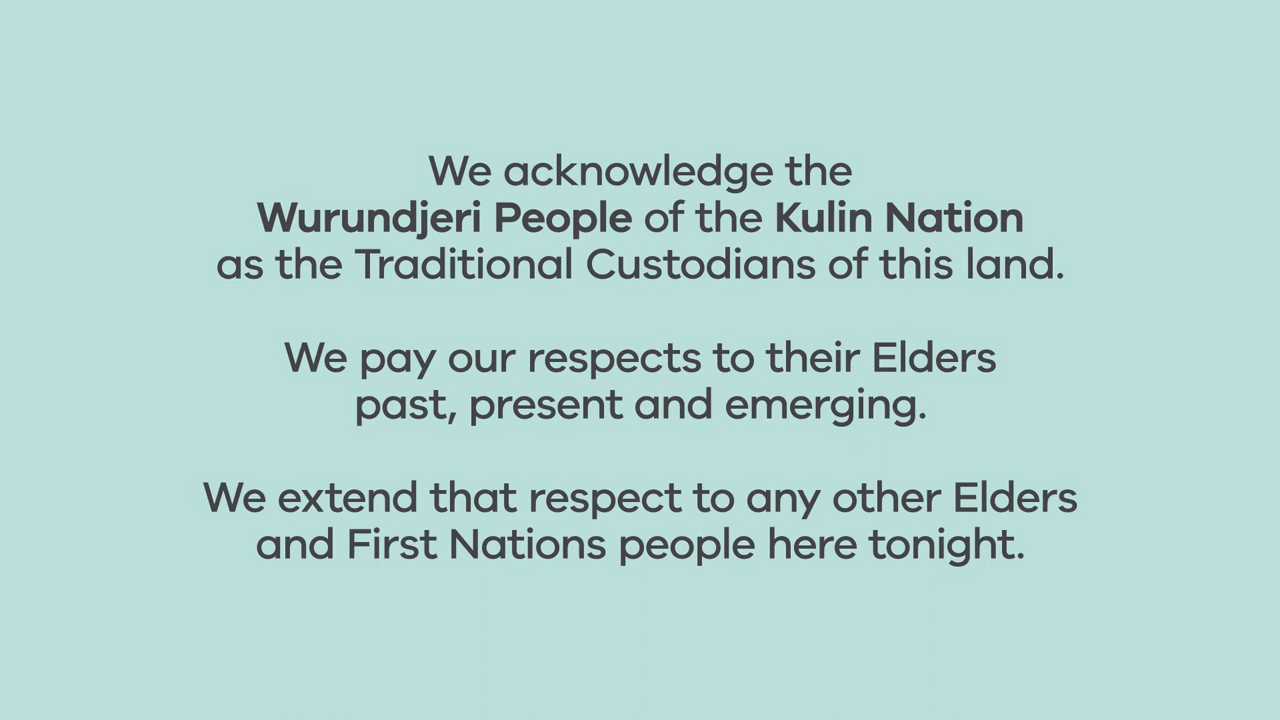 We acknowledge the
Wurundjeri People of the Kulin Nation
as the Traditional Custodians of this land.
We pay our respects to their Elders
past, present and emerging.
We extend that respect to any other Elders
and First Nations people here tonight.